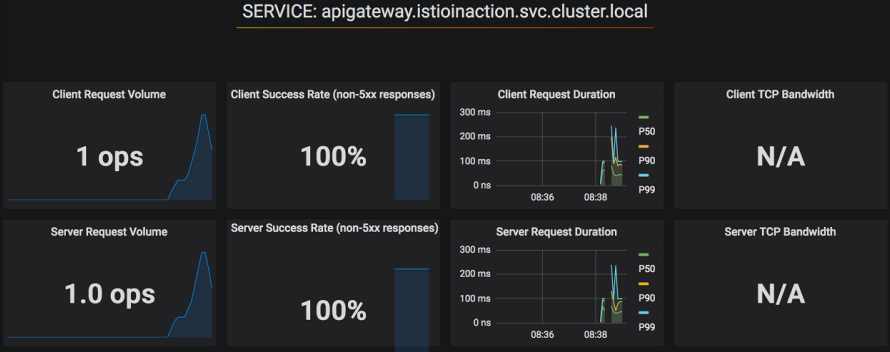 SERVICE: apigateway.istioinaction.svc.cluster.local
Client Request Volume
1 ops
Client Success Rate (non-5xx responses)
100%
Client Request Duration
300 ms
200 ms
100 ms
0 ns
08:36
08:38
P50
P90
P99
Client TCP Bandwidth
N/A
Server Request Volume
1.0 ops
Server Success Rate (non-5xx responses)
100%
Server Request Duration
300 ms
200 ms
100 ms
0 ns
08:36
08:38
P50
P90
P99
Server TCP Bandwidth
N/A